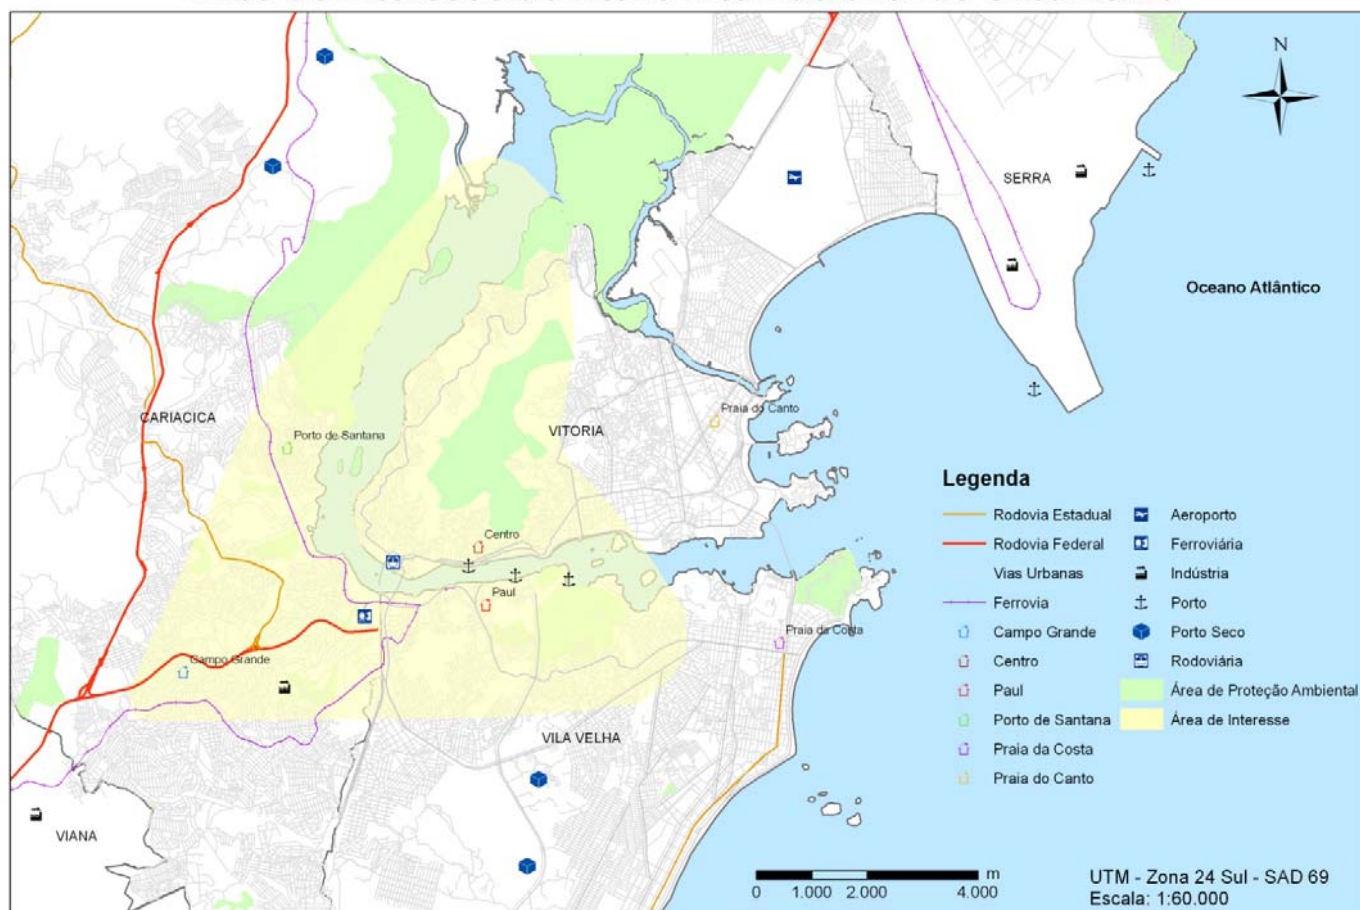 N
SERRA
Oceano Atlântico
CARIACICA
Praia do Canto
VITORIA
Porto de Santana
Centro
Paul
Praia da Costa
Campo Grande
VILA VELHA
VIANA
Legenda
Rodovia Estadual
Rodovia Federal
Vias Urbanas
Ferrovia
Campo Grande
Centro
Paul
Porto de Santana
Praia da Costa
Praia do Canto
Aeroporto
Ferroviária
Indústria
Porto
Porto Seco
Rodoviária
Área de Proteção Ambiental
Área de Interesse
m
0 1.000 2.000 4.000
UTM - Zona 24 Sul - SAD 69
Escala: 1:60.000